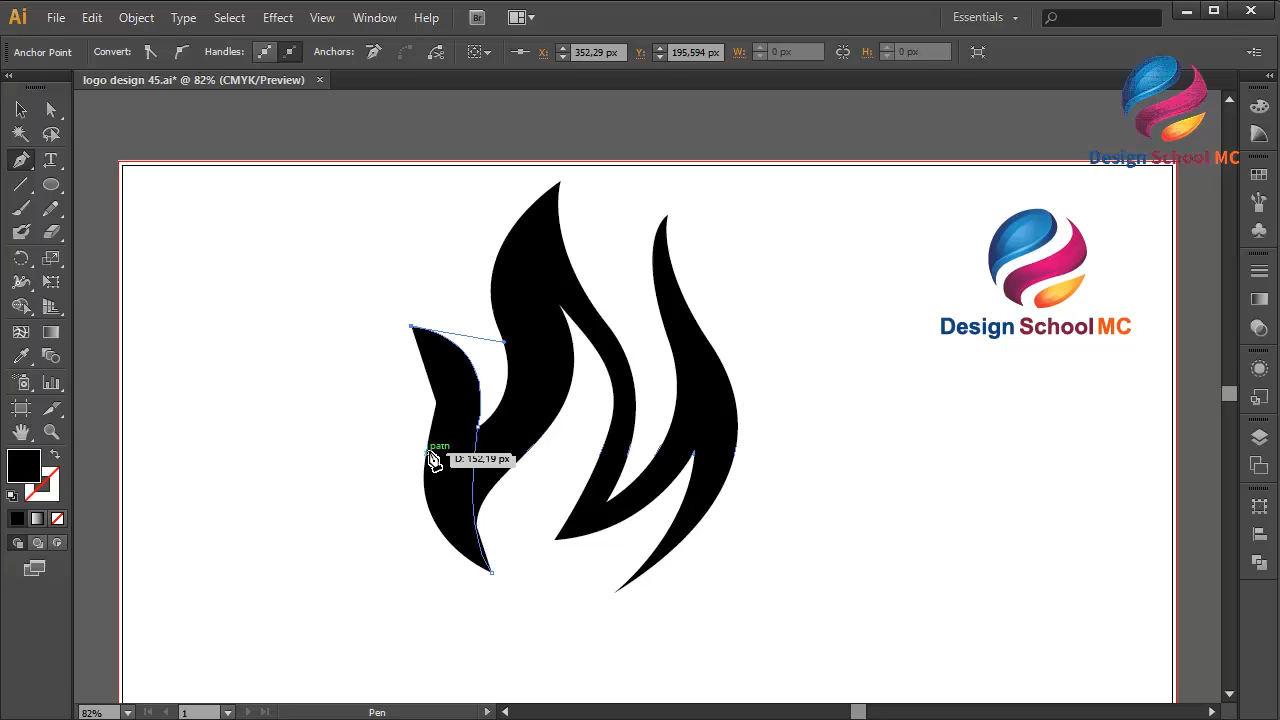 Ai File Edit Object Type Select Effect View Window Help Br Essentials
Anchor Point Convert: Handles: Anchors: X: 352,29 px Y: 195,594 px W: 0 px H: 0 px
logo design 45.ai* @ 82% (CMYK/Preview) ×
Design School MC
Design School MC
path
D: 152,19 px
T
82% 1 Pen